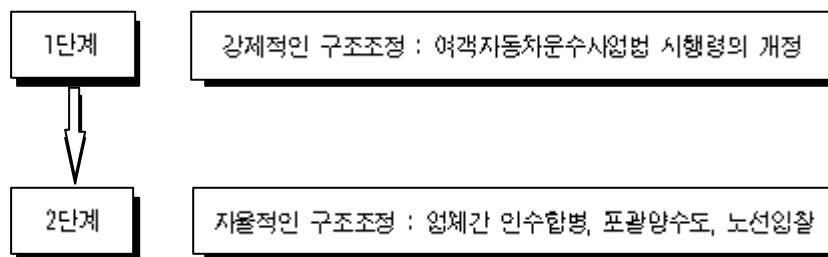 1단계
강제적인 구조조정 : 여객자동차운수사업법 시행령의 개정
2단계
자율적인 구조조정 : 업체간 인수합병, 포괄양수도, 노선입찰